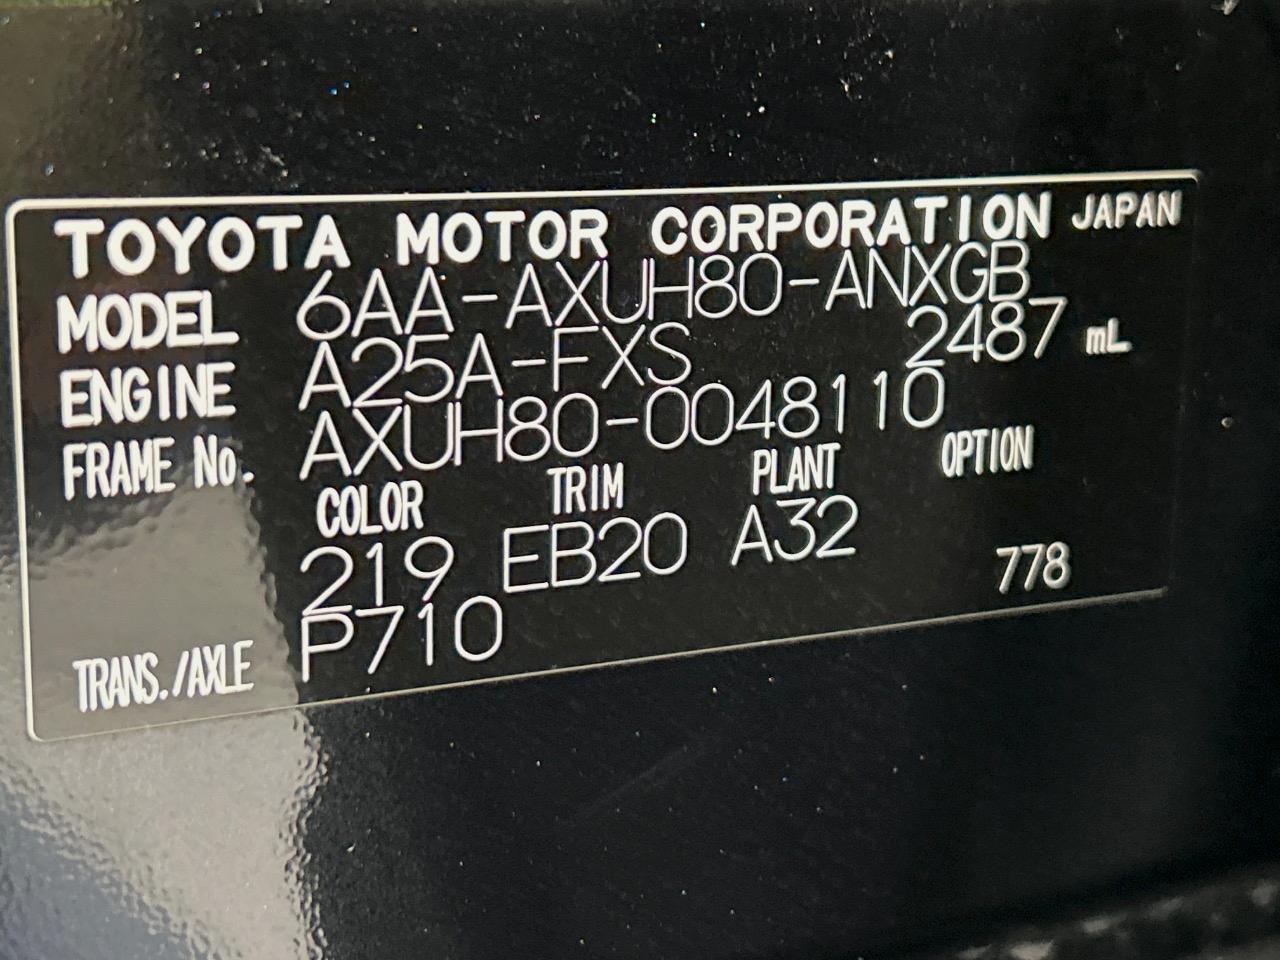 TOYOTA MOTOR CORPORATION JAPAN
MODEL 6AA-AXUH80-ANXGB
ENGINE A25A-FXS 2487 mL
FRAME No. AXUH80-0048110
COLOR TRIM PLANT OPTION
219 EB20 A32 778
TRANS./AXLE P710